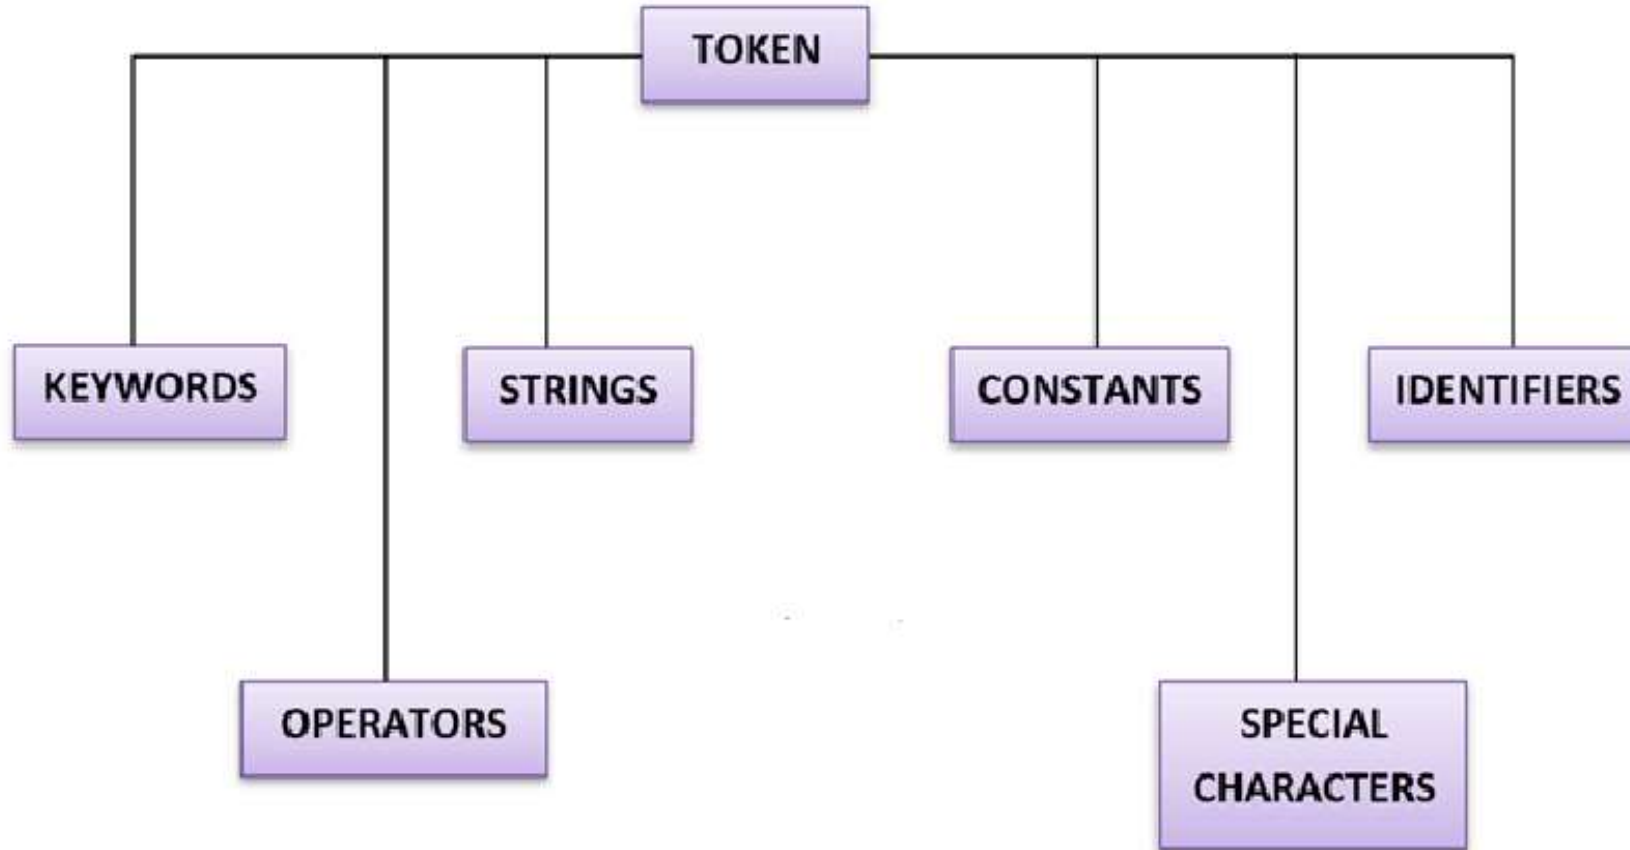 TOKEN
KEYWORDS
STRINGS
CONSTANTS
IDENTIFIERS
OPERATORS
SPECIAL
CHARACTERS